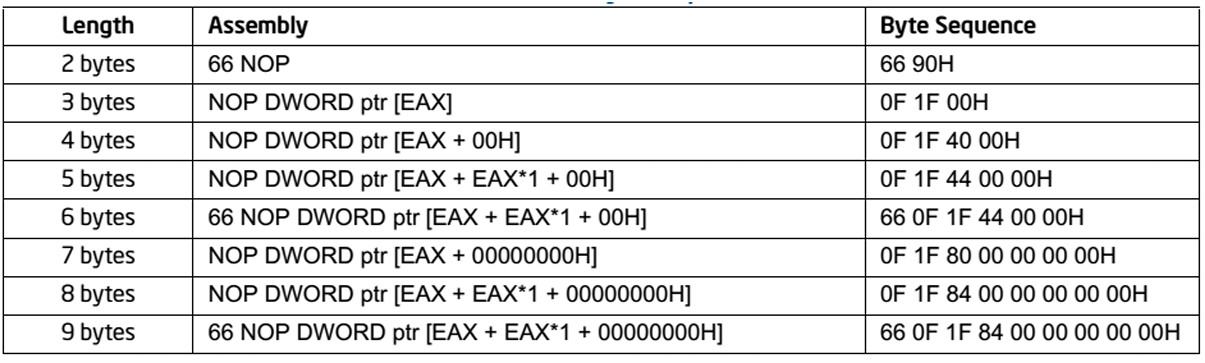 Length Assembly Byte Sequence
2 bytes 66 NOP 66 90H
3 bytes NOP DWORD ptr [EAX] 0F 1F 00H
4 bytes NOP DWORD ptr [EAX + 00H] 0F 1F 40 00H
5 bytes NOP DWORD ptr [EAX + EAX*1 + 00H] 0F 1F 44 00 00H
6 bytes 66 NOP DWORD ptr [EAX + EAX*1 + 00H] 66 0F 1F 44 00 00H
7 bytes NOP DWORD ptr [EAX + 00000000H] 0F 1F 80 00 00 00 00H
8 bytes NOP DWORD ptr [EAX + EAX*1 + 00000000H] 0F 1F 84 00 00 00 00 00H
9 bytes 66 NOP DWORD ptr [EAX + EAX*1 + 00000000H] 66 0F 1F 84 00 00 00 00 00H